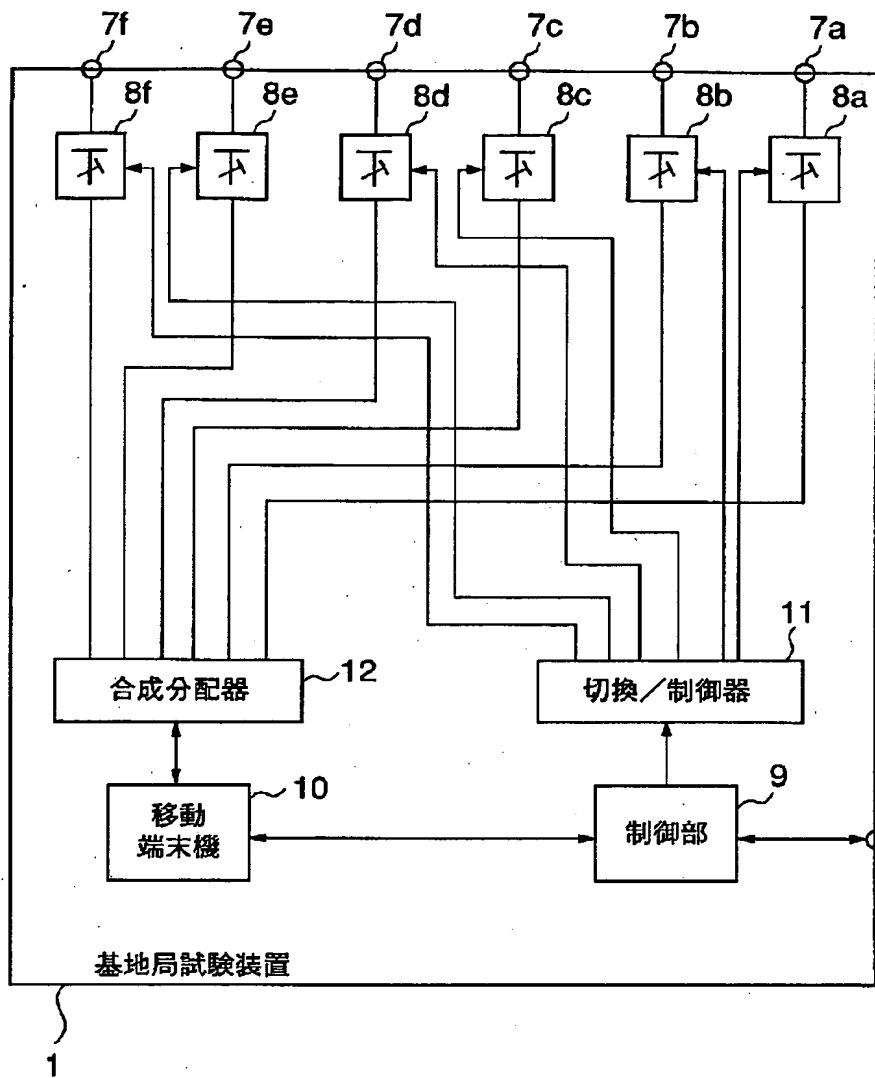 7f 7e 7d 7c 7b 7a
8f 8e 8d 8c 8b 8a
11
12
合成分配器
切換／制御器
10
9
移動
端末機
制御部
基地局試験装置
1